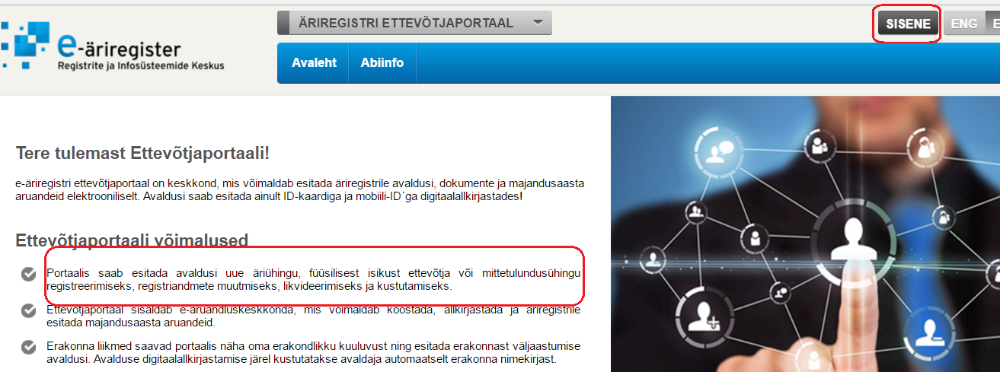 ÄRIREGISTRI ETTEVÕTJAPORTAAL
SISENE
ENG
e-äriregister
Registrite ja Infosüsteemide Keskus
Avaleht
Abiinfo
Tere tulemast Ettevõtjaportaali!
e-äriregistri ettevõtjaportaal on keskkond, mis võimaldab esitada äriregistrile avaldusi, dokumente ja majandusaasta
aruandeid elektrooniliselt. Avaldusi saab esitada ainult ID-kaardiga ja mobiili-ID´ga digitaalallkirjastades!
Ettevõtjaportaali võimalused
Portaalis saab esitada avaldusi uue äriühingu, füüsilisest isikust ettevõtja või mittetulundusühingu
registreerimiseks, registriandmete muutmiseks, likvideerimiseks ja kustutamiseks.
Ettevõtjaportaal sisaldab e-aruandluskeskkonda, mis võimaldab koostada, allkirjastada ja äriregistrile
esitada majandusaasta aruandeid.
Erakonna liikmed saavad portaalis näha oma erakondlikku kuuluvust ning esitada erakonnast väljaastumise
avaldusi. Avalduse digitaalallkirjastamise järel kustutatakse avaldaja automaatselt erakonna nimekirjast.